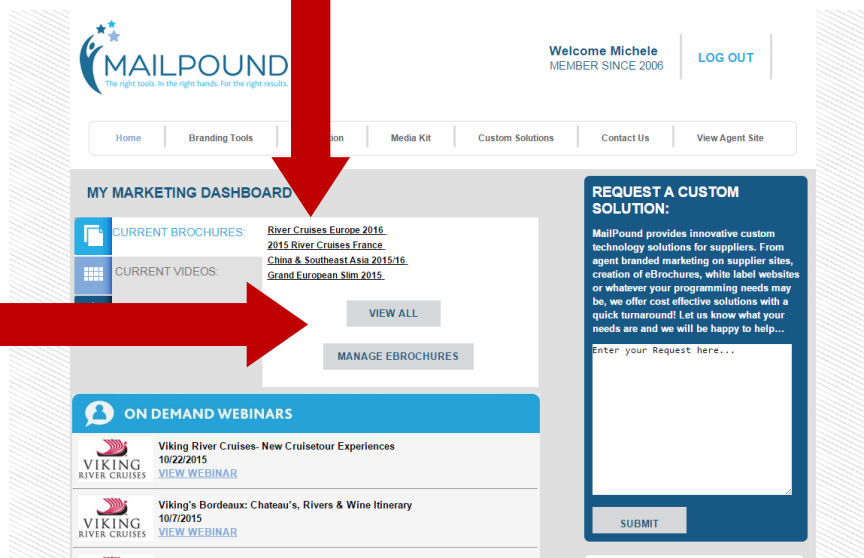 MAILPOUND
The right tools. In the right hands. For the right results.
Welcome Michele
MEMBER SINCE 2006
LOG OUT
Home
Branding Tools
Media Kit
Custom Solutions
Contact Us
View Agent Site
MY MARKETING DASHBOARD
CURRENT BROCHURES:
CURRENT VIDEOS:
River Cruises Europe 2016
2015 River Cruises France
China & Southeast Asia 2015/16
Grand European Slim 2015
VIEW ALL
MANAGE EBROCHURES
ON DEMAND WEBINARS
VIKING
RIVER CRUISES
Viking River Cruises- New Cruisetour Experiences
10/22/2015
VIEW WEBINAR
VIKING
RIVER CRUISES
Viking's Bordeaux: Chateau's, Rivers & Wine Itinerary
10/7/2015
VIEW WEBINAR
REQUEST A CUSTOM
SOLUTION:
MailPound provides innovative custom
technology solutions for suppliers. From
agent branded marketing on supplier sites,
creation of eBrochures, white label websites
or whatever your programming needs may
be, we offer cost effective solutions with a
quick turnaround! Let us know what your
needs are and we will be happy to help...
Enter your Request here...
SUBMIT